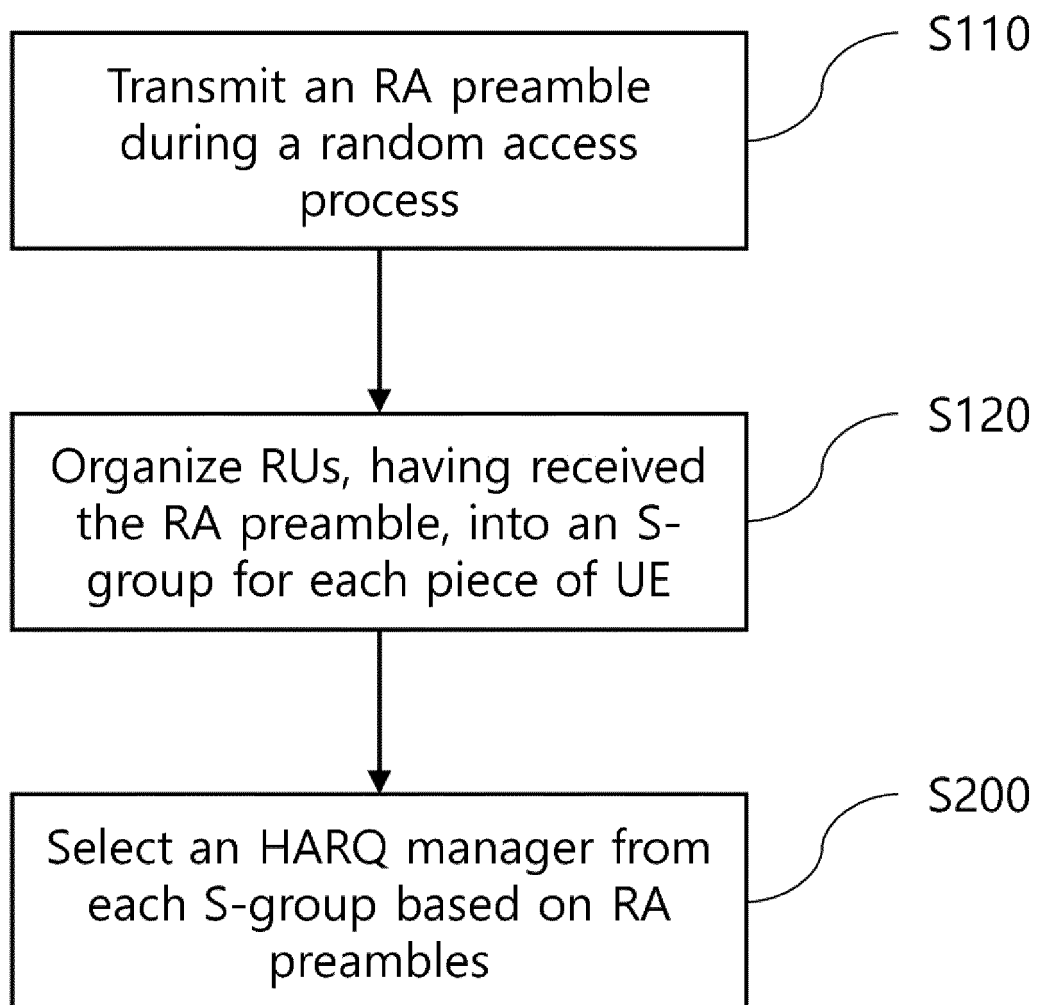 S110
Transmit an RA preamble
during a random access
process
S120
Organize RUs, having received
the RA preamble, into an S-
group for each piece of UE
S200
Select an HARQ manager from
each S-group based on RA
preambles